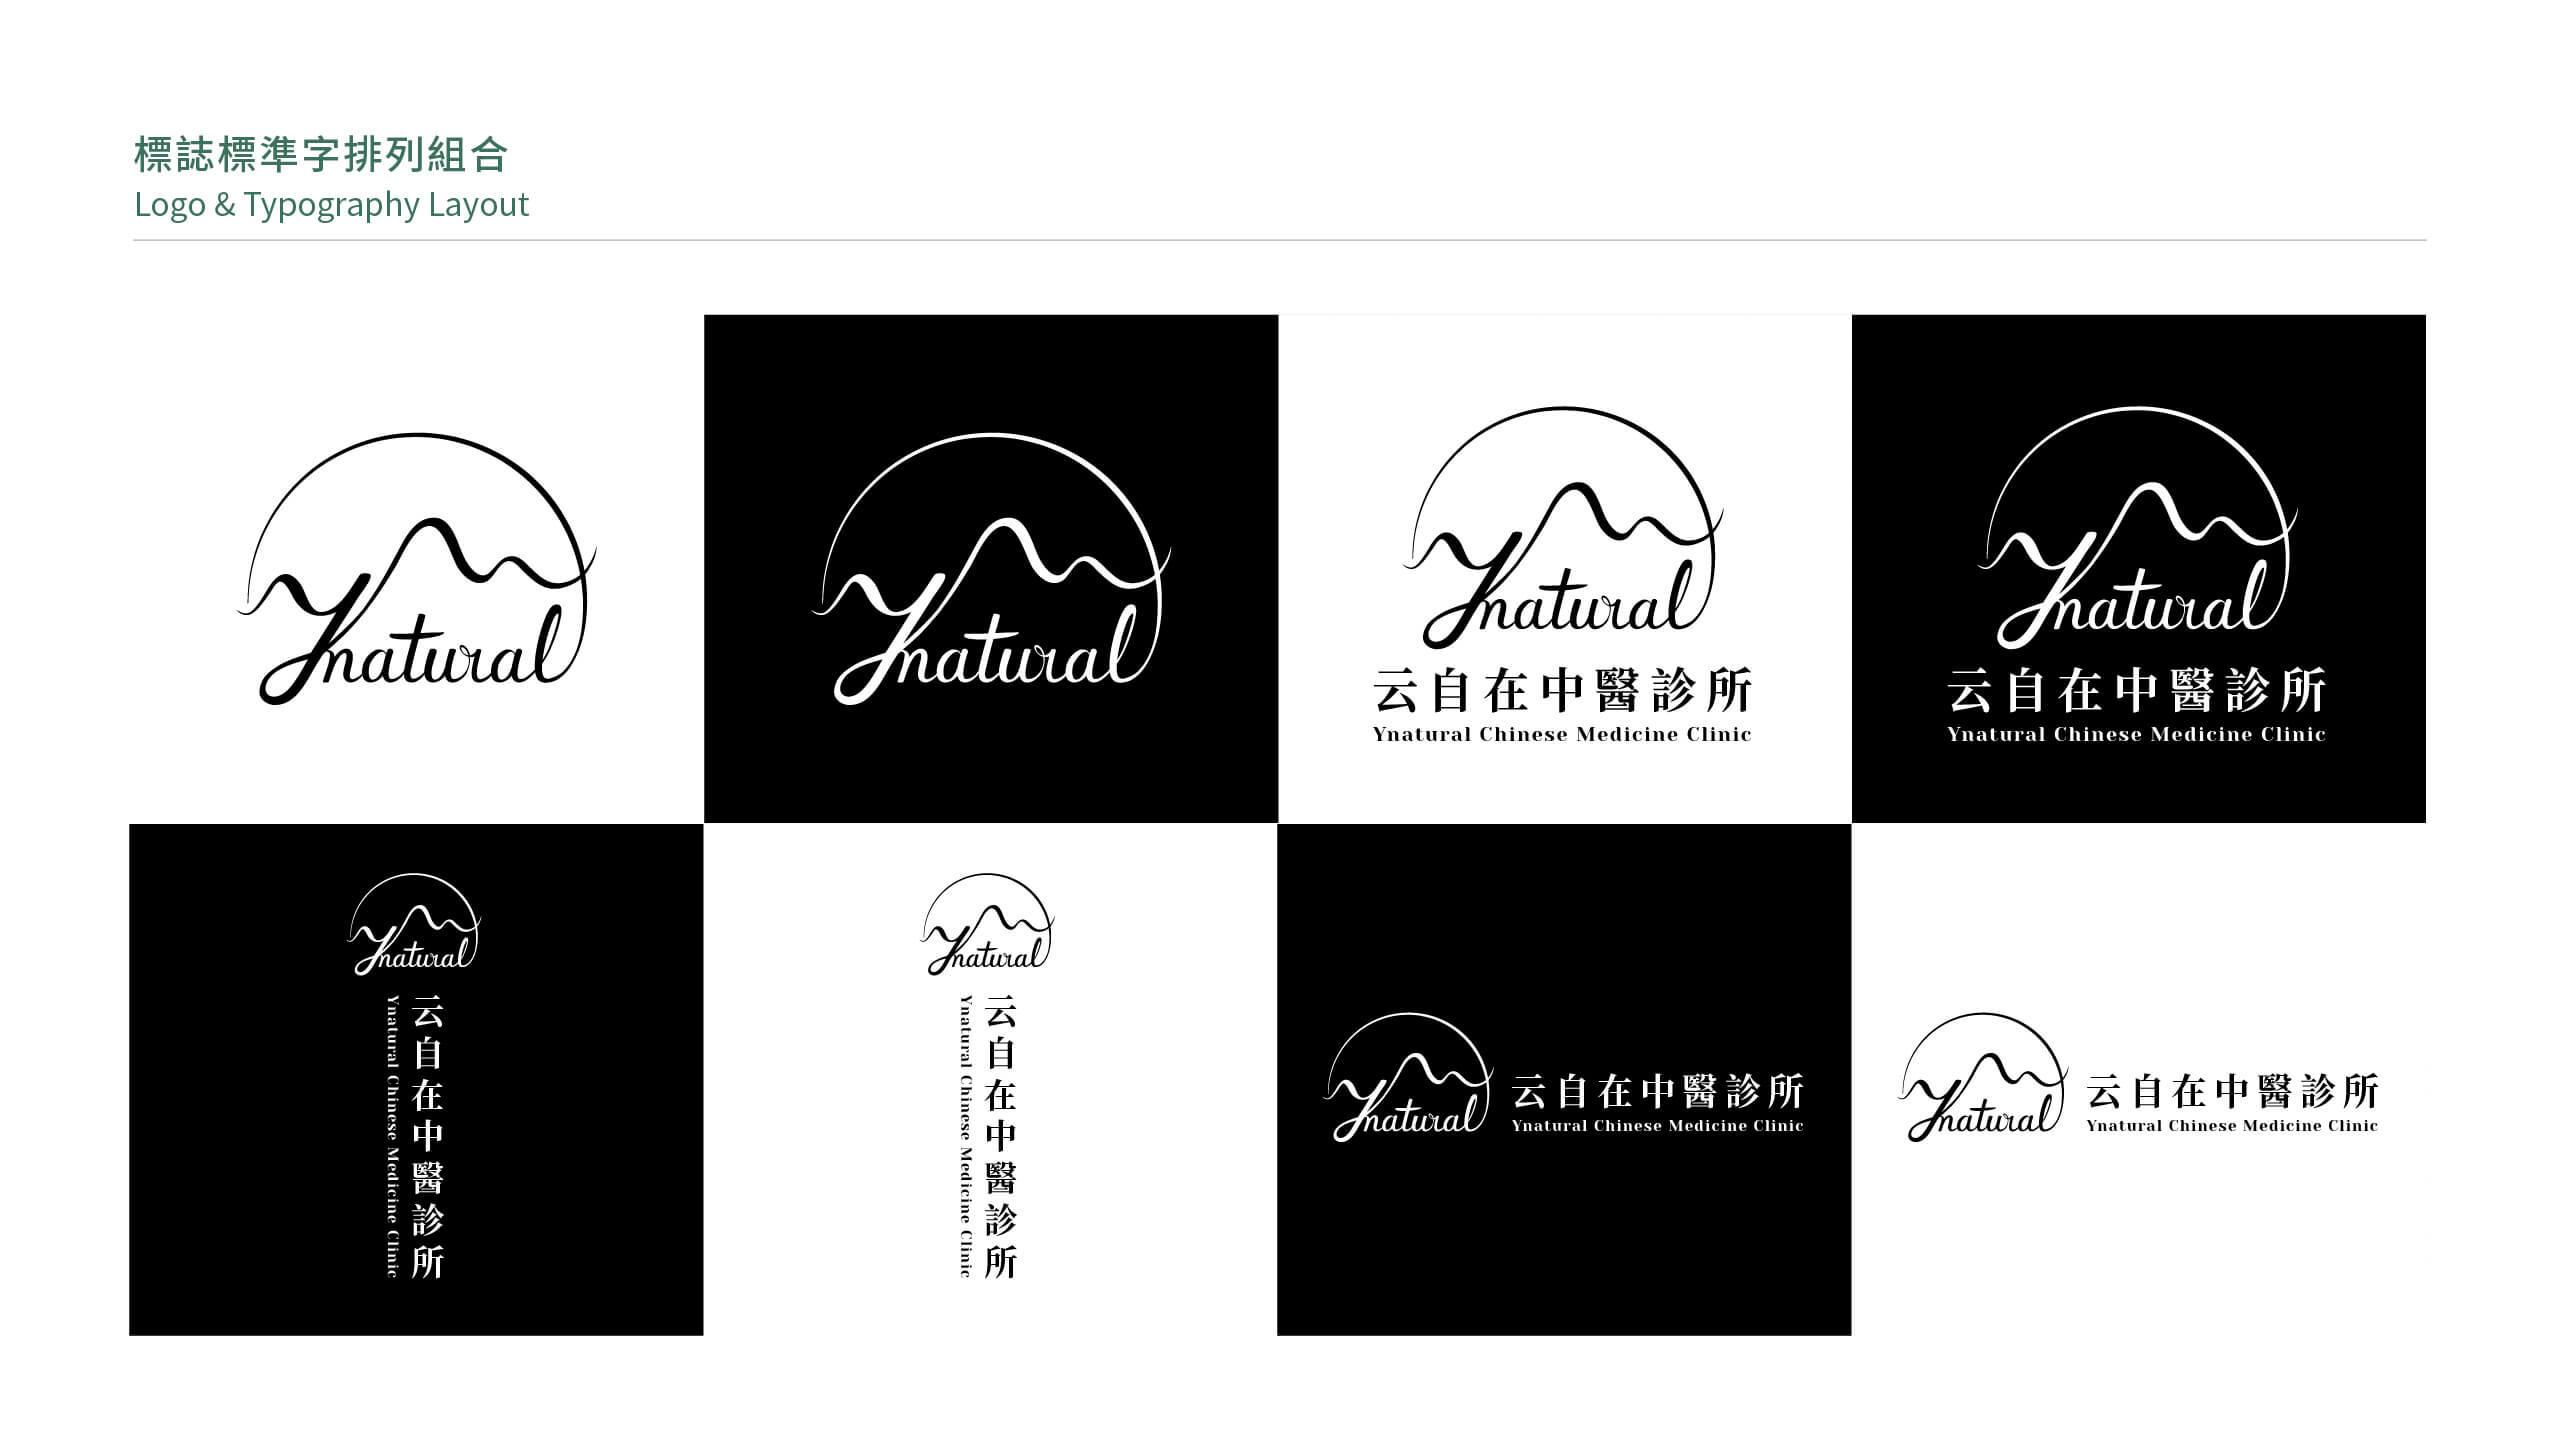 標誌標準字排列組合
Logo & Typography Layout
Ynatural
Ynatural
Ynatural
云自在中醫診所
Ynatural Chinese Medicine Clinic
Ynatural
云自在中醫診所
Ynatural Chinese Medicine Clinic
Ynatural
云自在中醫診所
Ynatural Chinese Medicine Clinic
Ynatural
云自在中醫診所
Ynatural Chinese Medicine Clinic
Ynatural
云自在中醫診所
Ynatural Chinese Medicine Clinic
Ynatural
云自在中醫診所
Ynatural Chinese Medicine Clinic